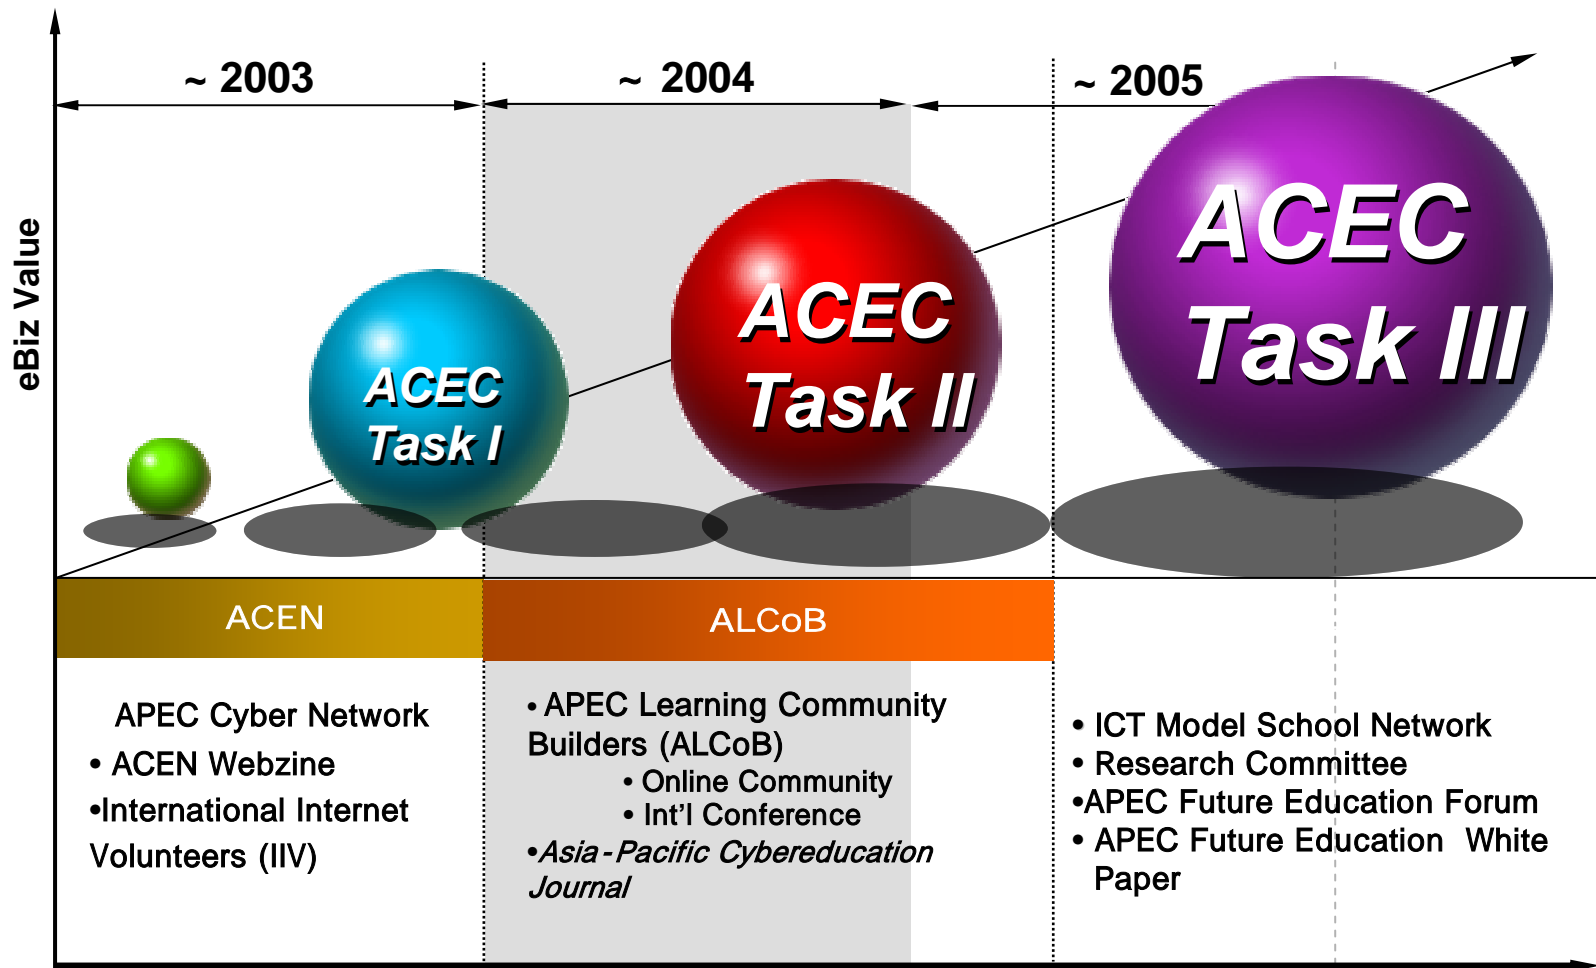 ~ 2003
~ 2004
~ 2005
eBiz Value
ACEC
Task I
ACEC
Task II
ACEC
Task III
ACEN
ALCoB
APEC Cyber Network
• ACEN Webzine
•International Internet
Volunteers (IIV)
• APEC Learning Community
Builders (ALCoB)
• Online Community
• Int'l Conference
•Asia-Pacific Cybereducation
Journal
• ICT Model School Network
• Research Committee
•APEC Future Education Forum
• APEC Future Education White
Paper